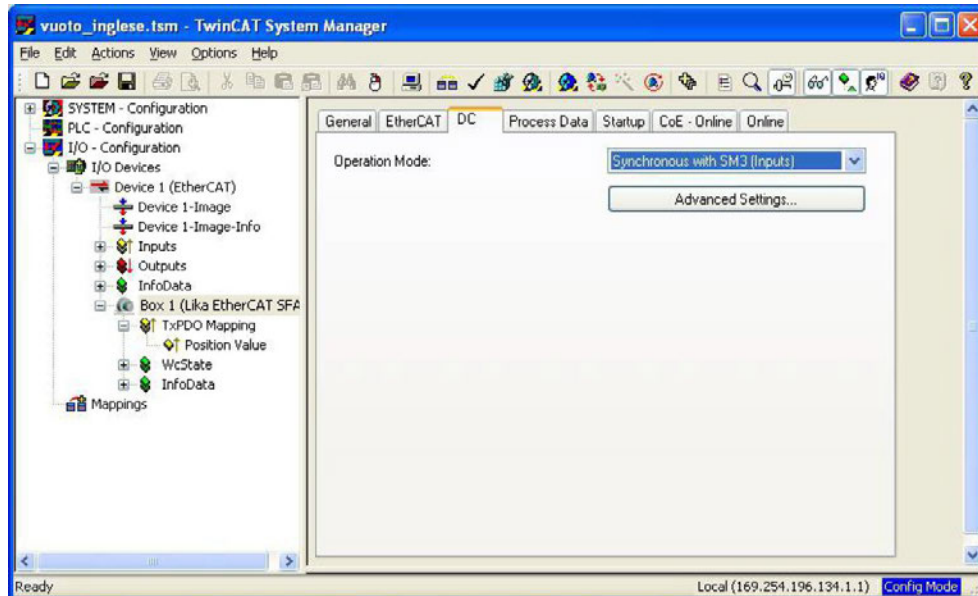 vuoto_inglese.tsm - TwinCAT System Manager
File Edit Actions View Options Help
SYSTEM - Configuration
PLC - Configuration
I/O - Configuration
I/O Devices
Device 1 (EtherCAT)
Device 1-Image
Device 1-Image-Info
Inputs
Outputs
InfoData
Box 1 (Lika EtherCAT SFA
TxPDO Mapping
Position Value
WcState
InfoData
Mappings
General EtherCAT DC Process Data Startup CoE - Online Online
Operation Mode: Synchronous with SM3 (Inputs)
Advanced Settings...
Ready Local (169.254.196.134.1.1) Config Mode